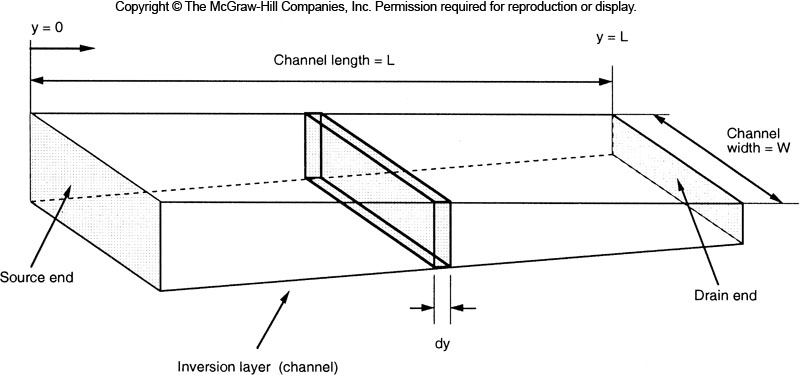 Copyright © The McGraw-Hill Companies, Inc. Permission required for reproduction or display.
y = 0
y = L
Channel length = L
Channel
width = W
Source end
Drain end
dy
Inversion layer (channel)